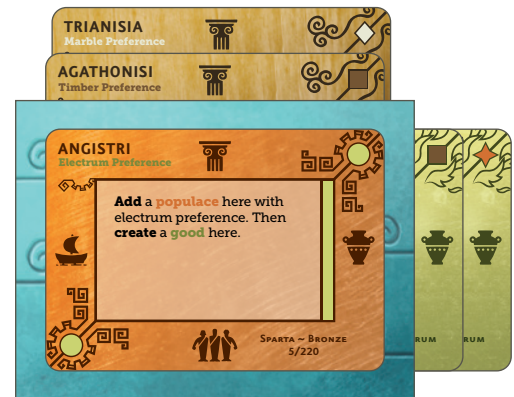 TRIANISIA
Marble Preference
AGATHONISI
Timber Preference
ANGISTRI
Electrum Preference
Add a populace here with
electrum preference. Then
create a good here.
Sparta ~ Bronze
5/220
RUM
RUM